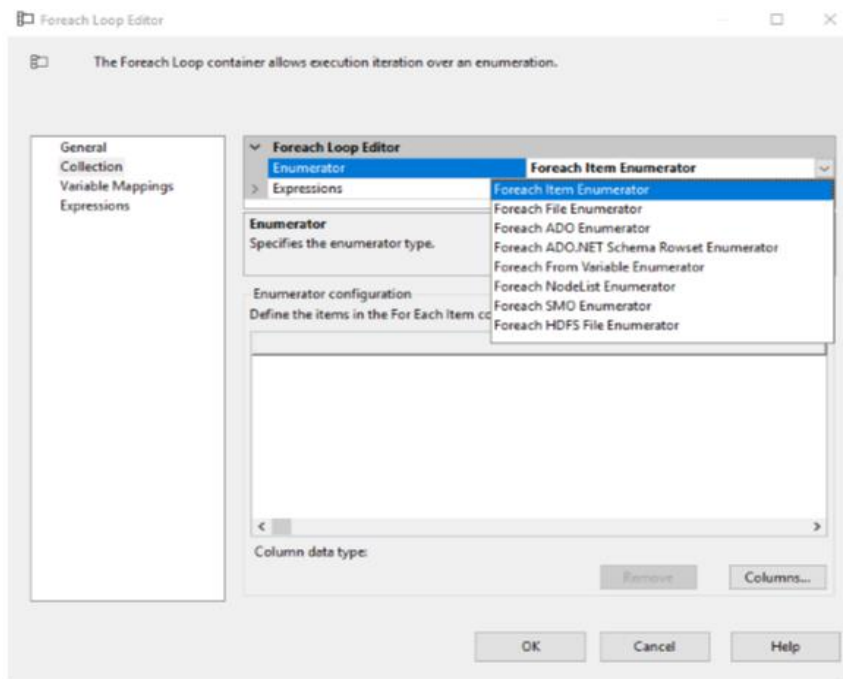 Foreach Loop Editor
The Foreach Loop container allows execution iteration over an enumeration.
General
Collection
Variable Mappings
Expressions
Foreach Loop Editor
Enumerator Foreach Item Enumerator
Expressions
Foreach Item Enumerator
Foreach File Enumerator
Foreach ADO Enumerator
Foreach ADO.NET Schema Rowset Enumerator
Foreach From Variable Enumerator
Foreach NodeList Enumerator
Foreach SMO Enumerator
Foreach HDFS File Enumerator
Enumerator
Specifies the enumerator type.
Enumerator configuration
Define the items in the For Each Item co
Column data type:
Remove Columns...
OK Cancel Help